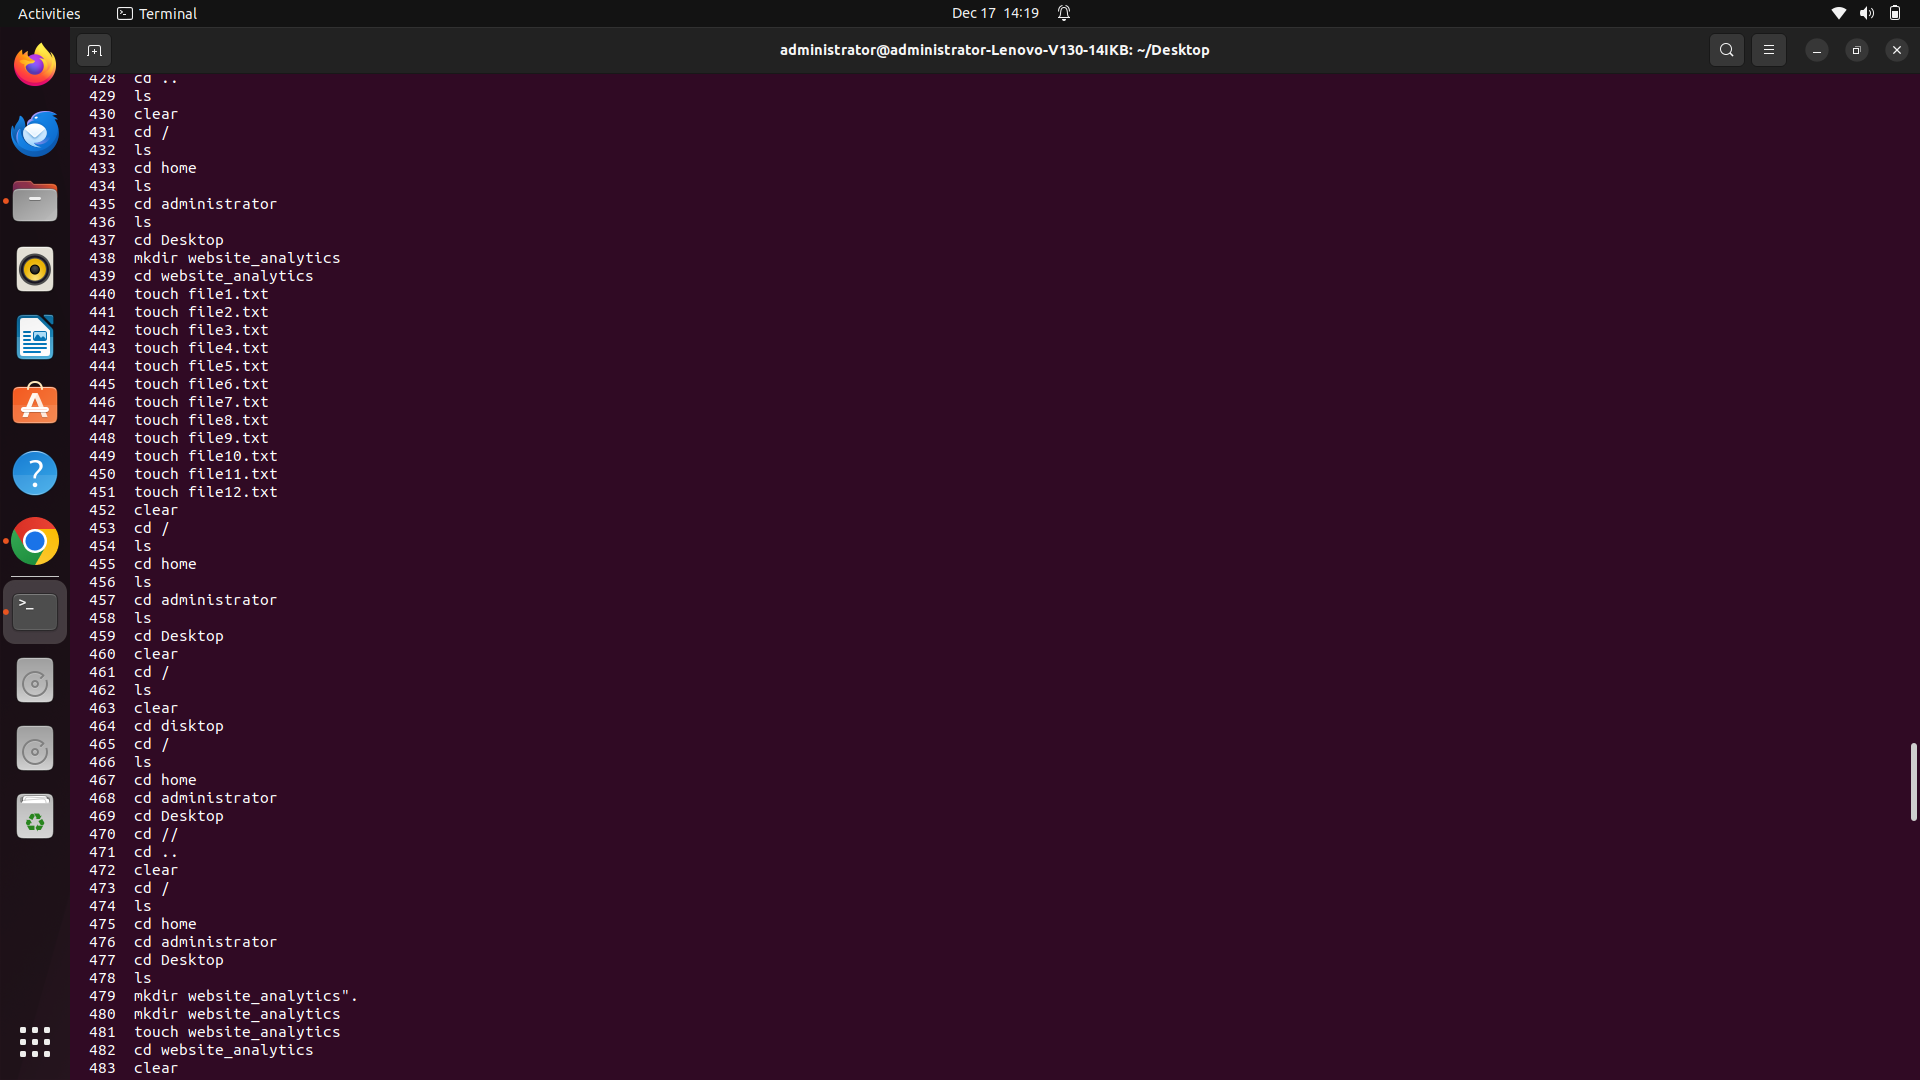 Activities
Terminal
Dec 17 14:19
administrator@administrator-Lenovo-V130-14IKB: ~/Desktop
428 cd ..
429 ls
430 clear
431 cd /
432 ls
433 cd home
434 ls
435 cd administrator
436 ls
437 cd Desktop
438 mkdir website_analytics
439 cd website_analytics
440 touch file1.txt
441 touch file2.txt
442 touch file3.txt
443 touch file4.txt
444 touch file5.txt
445 touch file6.txt
446 touch file7.txt
447 touch file8.txt
448 touch file9.txt
449 touch file10.txt
450 touch file11.txt
451 touch file12.txt
452 clear
453 cd /
454 ls
455 cd home
456 ls
457 cd administrator
458 ls
459 cd Desktop
460 clear
461 cd /
462 ls
463 clear
464 cd disktop
465 cd /
466 ls
467 cd home
468 cd administrator
469 cd Desktop
470 cd //
471 cd ..
472 clear
473 cd /
474 ls
475 cd home
476 cd administrator
477 cd Desktop
478 ls
479 mkdir website_analytics".
480 mkdir website_analytics
481 touch website_analytics
482 cd website_analytics
483 clear